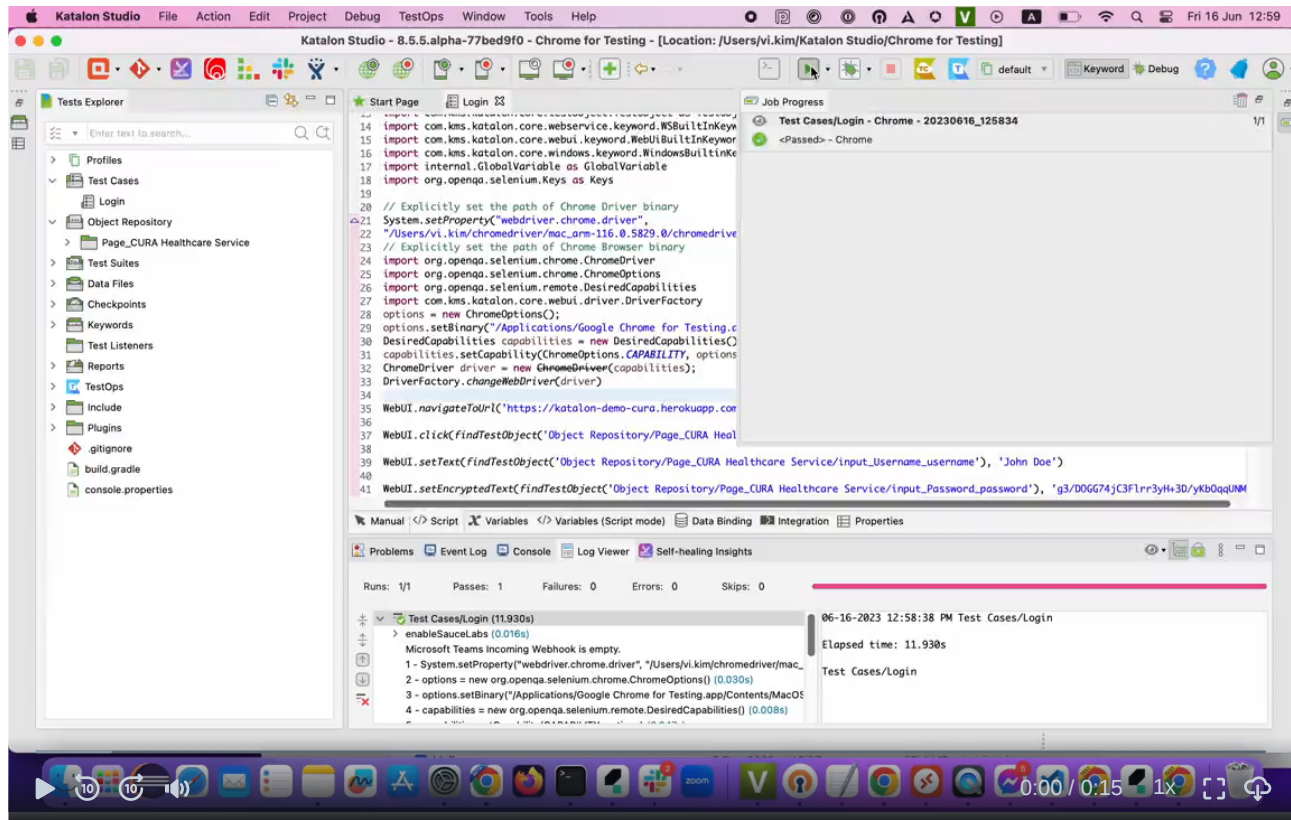 Katalon Studio File Action Edit Project Debug TestOps Window Tools Help V A Fri 16 Jun 12:59
Katalon Studio - 8.5.5.alpha-77bed9f0 - Chrome for Testing - [Location: /Users/vi.kim/Katalon Studio/Chrome for Testing]
default Keyword Debug
Tests Explorer
Enter text to search...
Profiles
Test Cases
Login
Object Repository
Page_CURA Healthcare Service
Test Suites
Data Files
Checkpoints
Keywords
Test Listeners
Reports
TestOps
Include
Plugins
.gitignore
build.gradle
console.properties
Start Page Login
14 import com.kms.katalon.core.webservice.keyword.WSBuiltInKeyw
15 import com.kms.katalon.core.webui.keyword.WebUiBuiltInKeywor
16 import com.kms.katalon.core.windows.keyword.WindowsBuiltinKe
17 import internal.GlobalVariable as GlobalVariable
18 import org.openqa.selenium.Keys as Keys
19
20 // Explicitly set the path of Chrome Driver binary
21 System.setProperty("webdriver.chrome.driver",
22 "/Users/vi.kim/chromedriver/mac_arm-116.0.5829.0/chromedrive
23 // Explicitly set the path of Chrome Browser binary
24 import org.openqa.selenium.chrome.ChromeDriver
25 import org.openqa.selenium.chrome.ChromeOptions
26 import org.openqa.selenium.remote.DesiredCapabilities
27 import com.kms.katalon.core.webui.driver.DriverFactory
28 options = new ChromeOptions();
29 options.setBinary("/Applications/Google Chrome for Testing.a
30 DesiredCapabilities capabilities = new DesiredCapabilities()
31 capabilities.setCapability(ChromeOptions.CAPABILITY, options
32 ChromeDriver driver = new ChromeDriver(capabilities);
33 DriverFactory.changeWebDriver(driver)
34
35 WebUI.navigateToUrl('https://katalon-demo-cura.herokuapp.com
36
37 WebUI.click(findTestObject('Object Repository/Page_CURA Heal
38
39 WebUI.setText(findTestObject('Object Repository/Page_CURA Healthcare Service/input_Username_username'), 'John Doe')
40
41 WebUI.setEncryptedText(findTestObject('Object Repository/Page_CURA Healthcare Service/input_Password_password'), 'g3/DOGG74jC3Flrr3yH+3D/yKbOqqUNM
Job Progress
Test Cases/Login - Chrome - 20230616_125834 1/1
<Passed> - Chrome
Manual Script Variables Variables (Script mode) Data Binding Integration Properties
Problems Event Log Console Log Viewer Self-healing Insights
Runs: 1/1 Passes: 1 Failures: 0 Errors: 0 Skips: 0
Test Cases/Login (11.930s)
enableSauceLabs (0.016s)
Microsoft Teams Incoming Webhook is empty.
1 - System.setProperty("webdriver.chrome.driver", "/Users/vi.kim/chromedriver/mac_
2 - options = new org.openqa.selenium.chrome.ChromeOptions() (0.030s)
3 - options.setBinary("/Applications/Google Chrome for Testing.app/Contents/MacOS
4 - capabilities = new org.openqa.selenium.remote.DesiredCapabilities() (0.008s)
06-16-2023 12:58:38 PM Test Cases/Login
Elapsed time: 11.930s
Test Cases/Login
10 10 zoom 2 V 0:00 / 0:15 1x